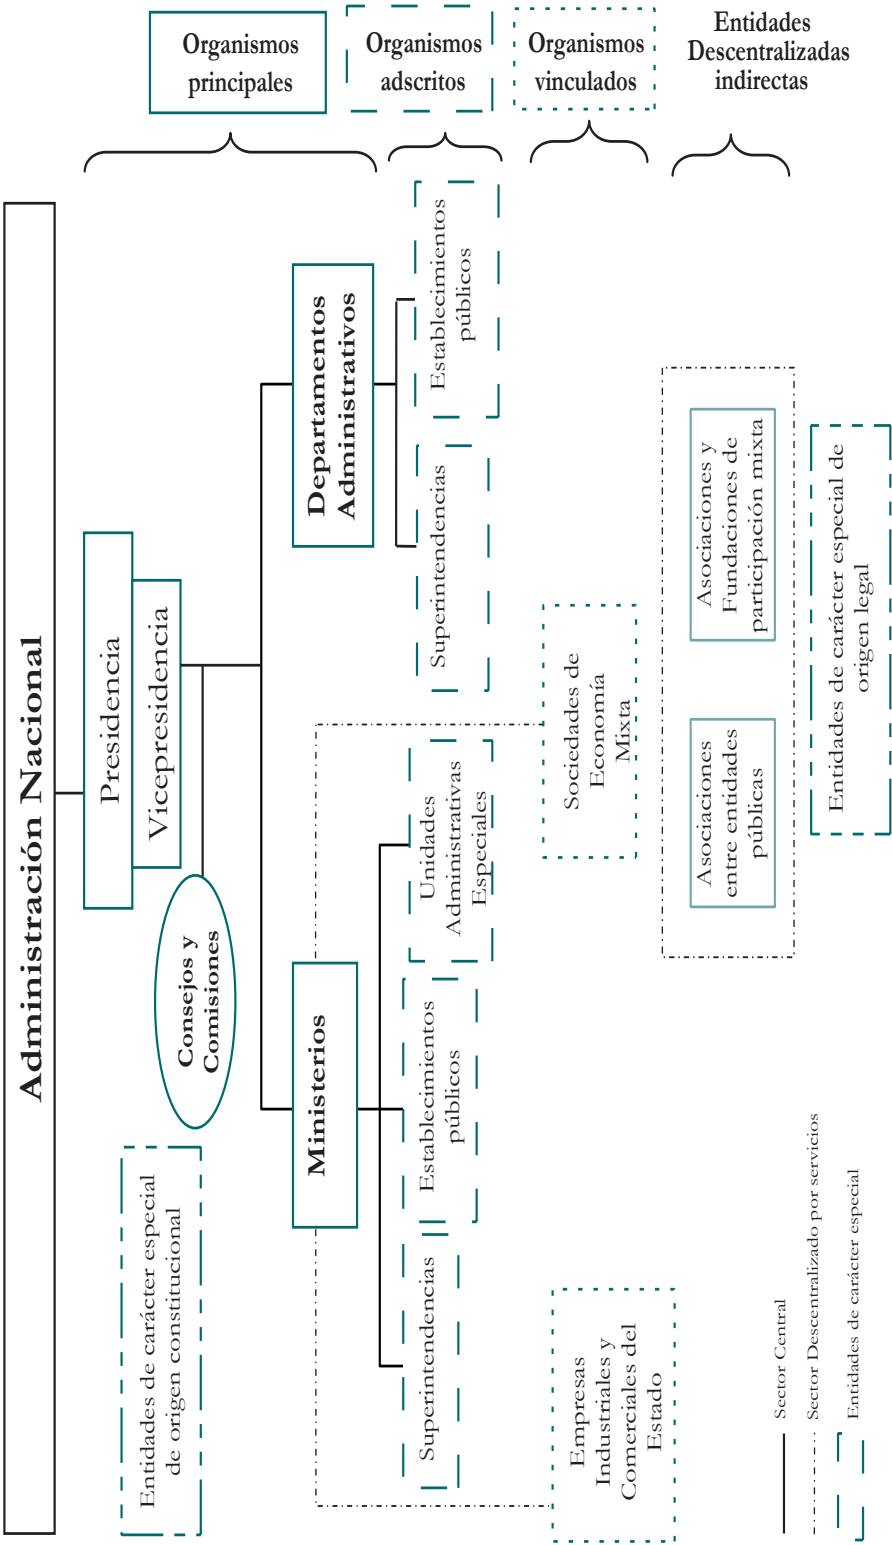 Administración Nacional
Presidencia
Vicepresidencia
Consejos y
Comisiones
Entidades de carácter especial
de origen constitucional
Organismos
principales
Ministerios
Departamentos
Administrativos
Organismos
adscritos
Superintendencias
Establecimientos
públicos
Unidades
Administrativas
Especiales
Superintendencias
Establecimientos
públicos
Organismos
vinculados
Empresas
Industriales y
Comerciales del
Estado
Sociedades de
Economía
Mixta
Entidades
Descentralizadas
indirectas
Asociaciones
entre entidades
públicas
Asociaciones y
Fundaciones de
participación mixta
Entidades de carácter especial de
origen legal
Sector Central
Sector Descentralizado por servicios
Entidades de carácter especial